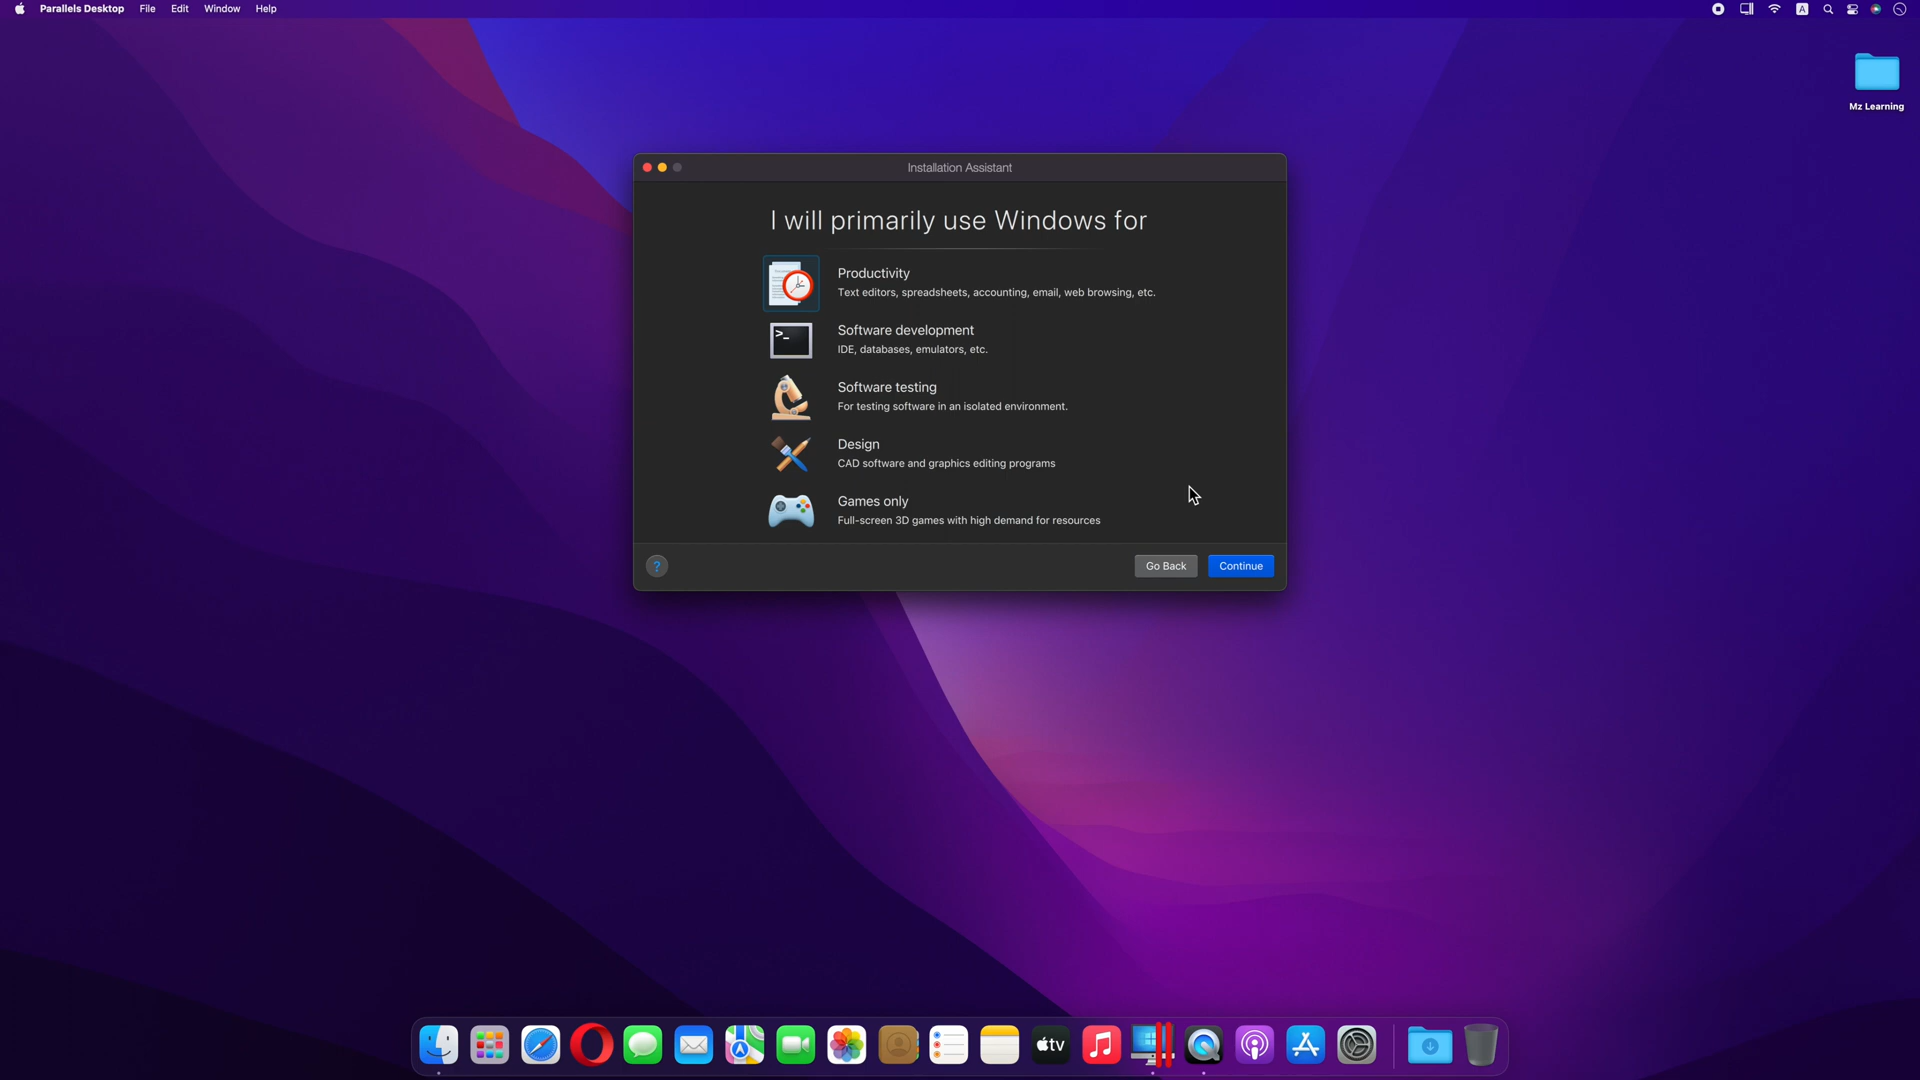 Parallels Desktop File Edit Window Help
A
Mz Learning
Installation Assistant
I will primarily use Windows for
Productivity
Text editors, spreadsheets, accounting, email, web browsing, etc.
>_
Software development
IDE, databases, emulators, etc.
Software testing
For testing software in an isolated environment.
Design
CAD software and graphics editing programs
Games only
Full-screen 3D games with high demand for resources
?
Go Back
Continue
tv